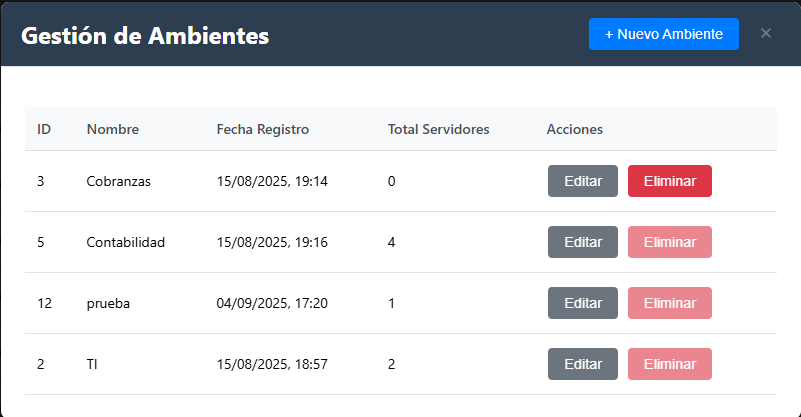 Gestión de Ambientes
+ Nuevo Ambiente ×
ID Nombre Fecha Registro Total Servidores Acciones
3 Cobranzas 15/08/2025, 19:14 0 Editar Eliminar
5 Contabilidad 15/08/2025, 19:16 4 Editar Eliminar
12 prueba 04/09/2025, 17:20 1 Editar Eliminar
2 TI 15/08/2025, 18:57 2 Editar Eliminar